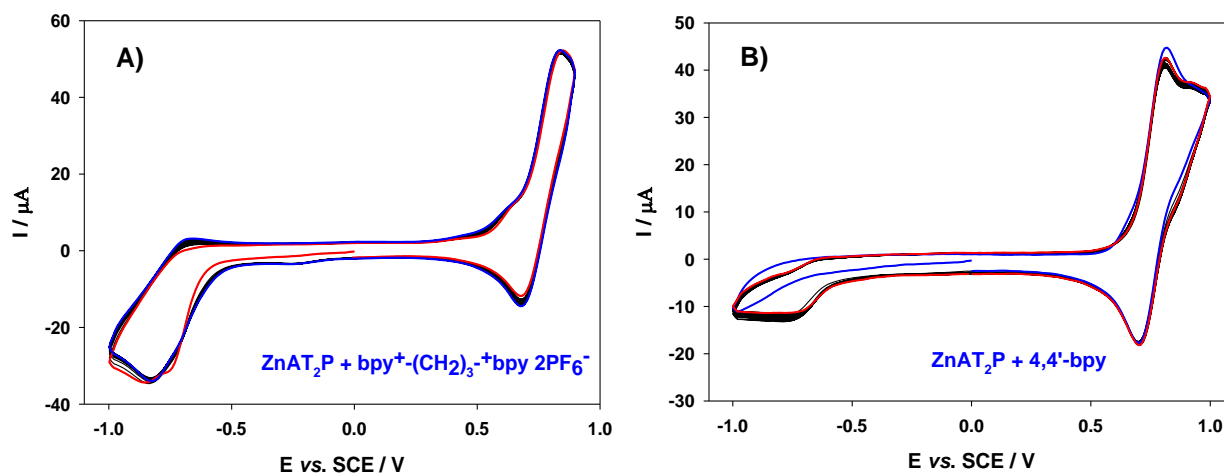 A)
60
40
20
0
-20
-40
I / µA
-1.0 -0.5 0.0 0.5 1.0
E vs. SCE / V
ZnAT₂P + bpy⁺-(CH₂)₃-⁺bpy 2PF₆⁻
B)
50
40
30
20
10
0
-10
-20
-30
I / µA
-1.0 -0.5 0.0 0.5 1.0
E vs. SCE / V
ZnAT₂P + 4,4'-bpy